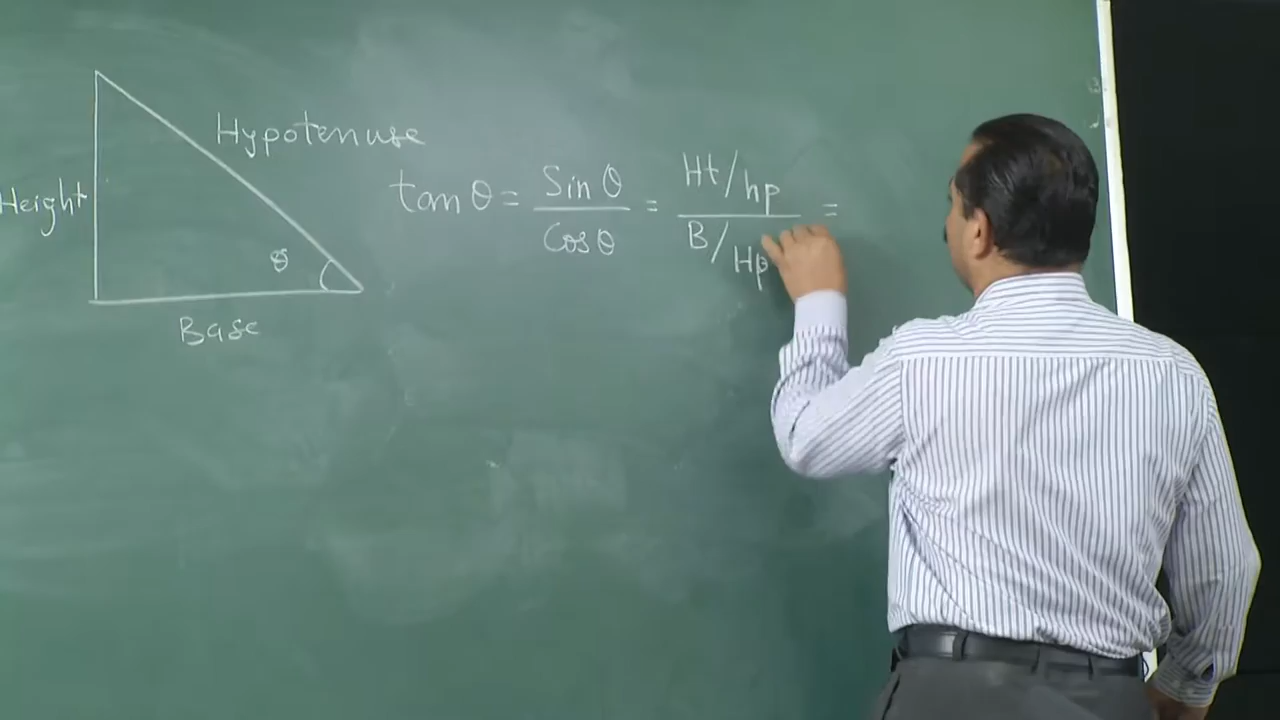 Hypotenuse
Height
θ
Base
tan θ = Sin θ / Cos θ = Ht/hp / B/Hp =